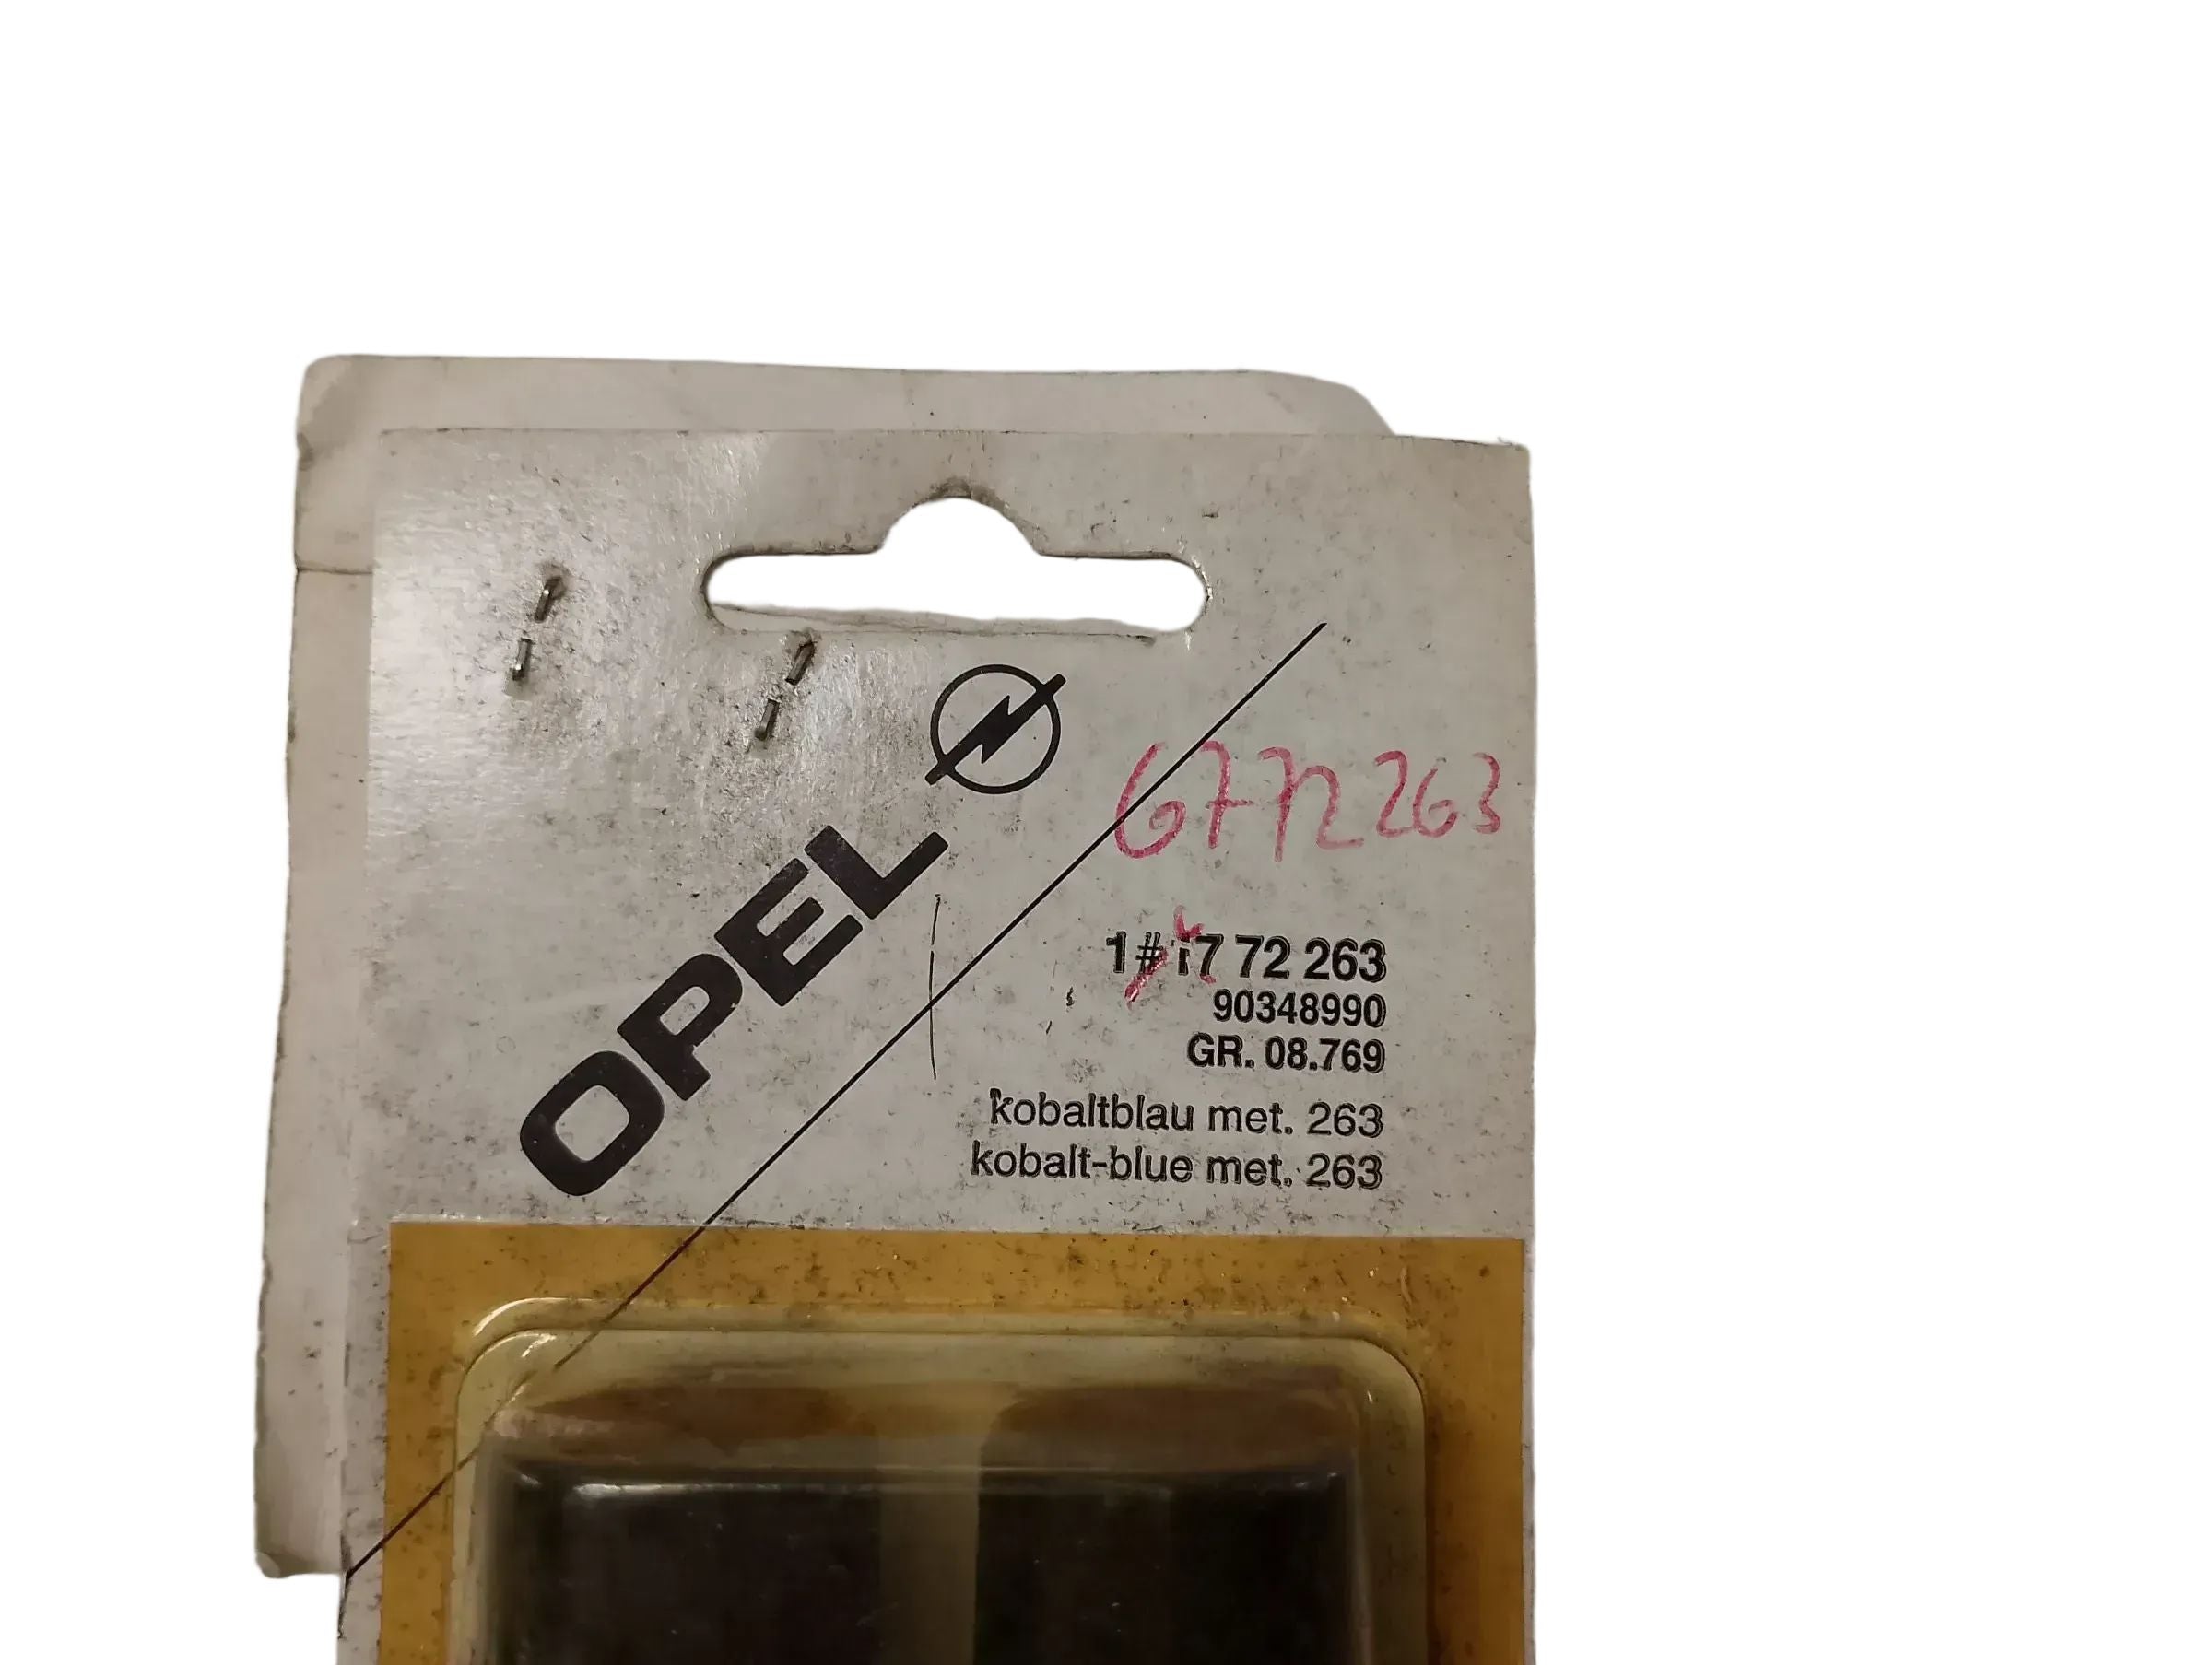 OPEL
6772263
1# 17 72 263
90348990
GR. 08.769
kobaltblau met. 263
kobalt-blue met. 263